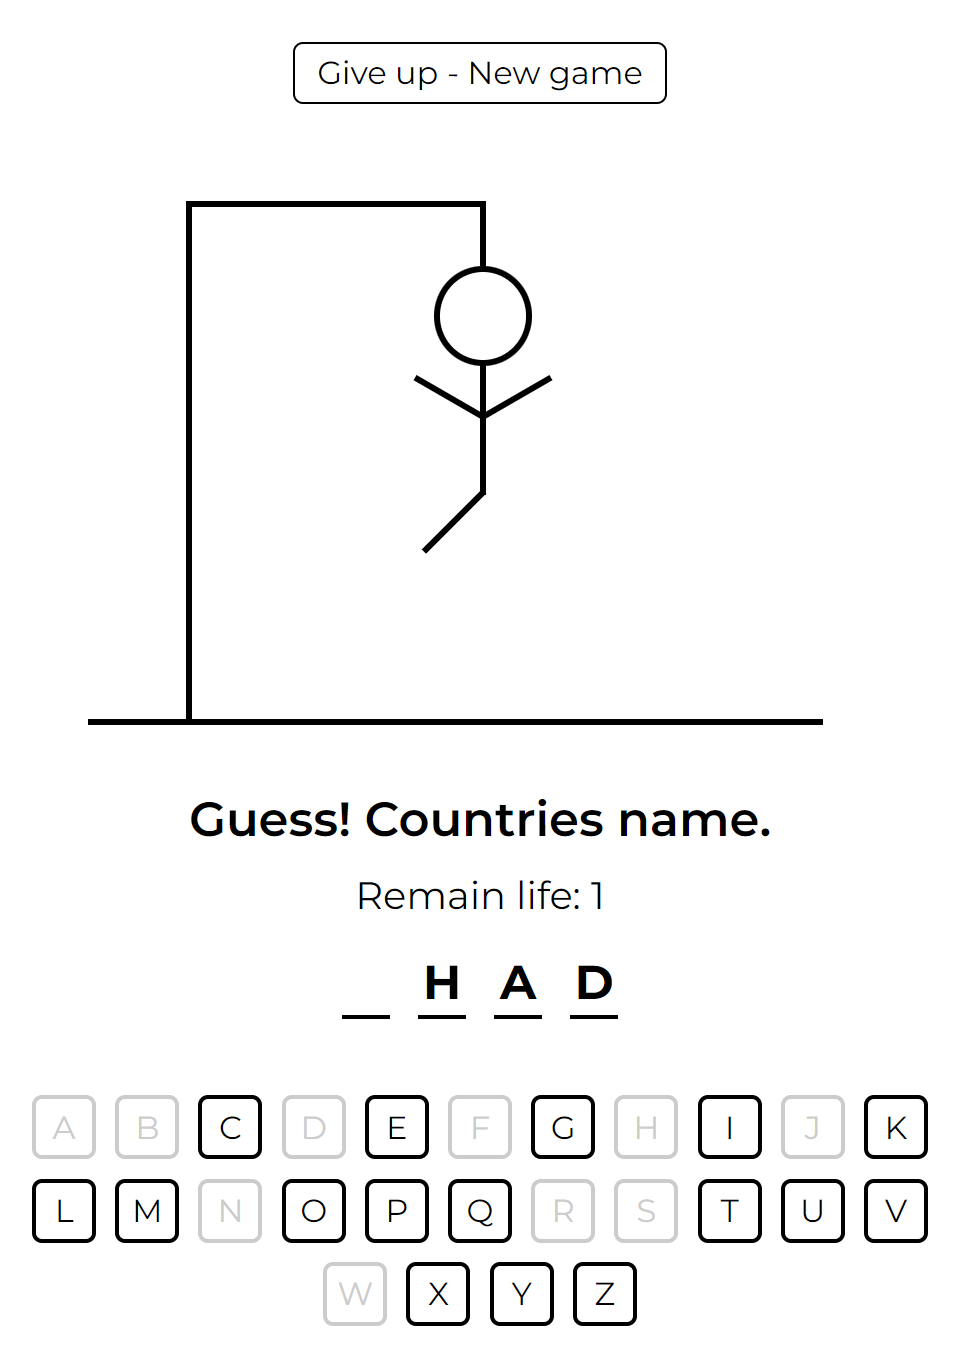 Give up - New game
Guess! Countries name.
Remain life: 1
_ H A D
A B C D E F G H I J K
L M N O P Q R S T U V
W X Y Z